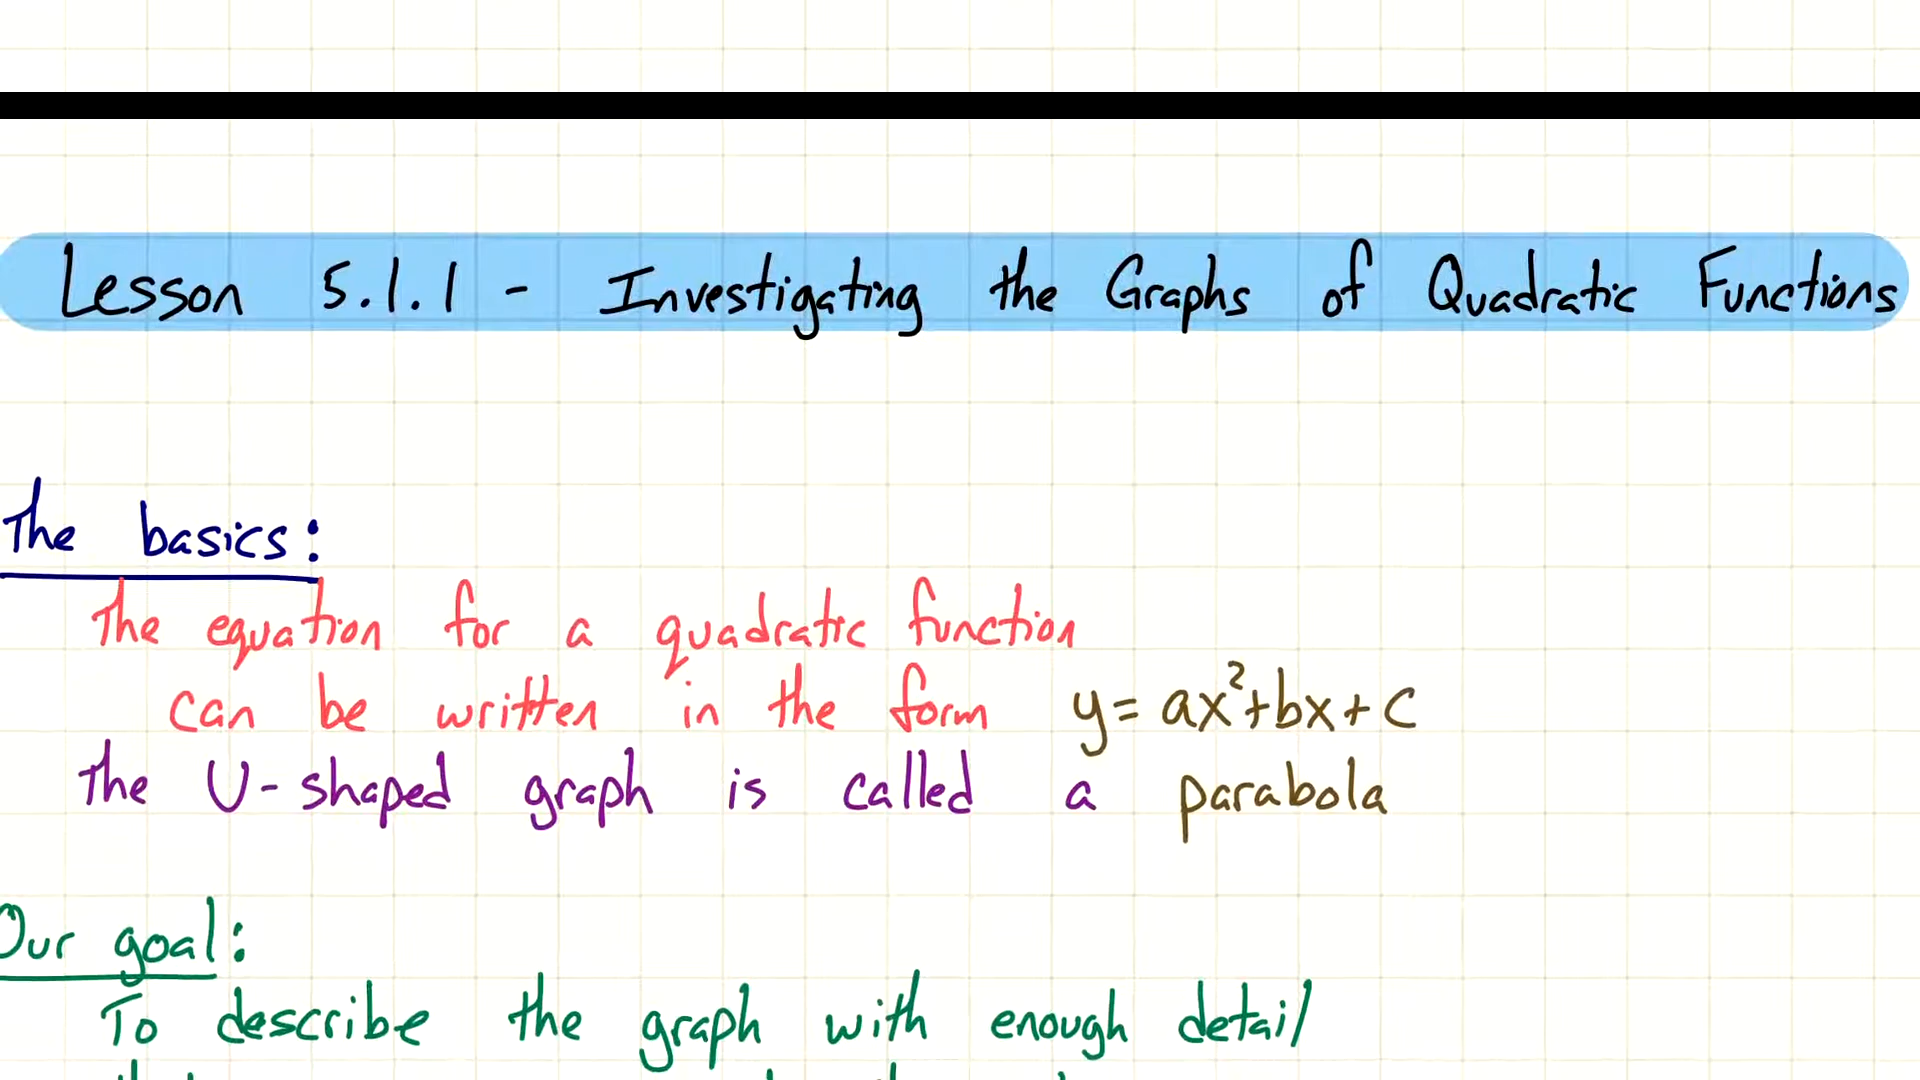 Lesson 5.1.1 - Investigating the Graphs of Quadratic Functions
The basics:
The equation for a quadratic function
can be written in the form y = ax²+bx+c
The U-shaped graph is called a parabola
Our goal:
To describe the graph with enough detail